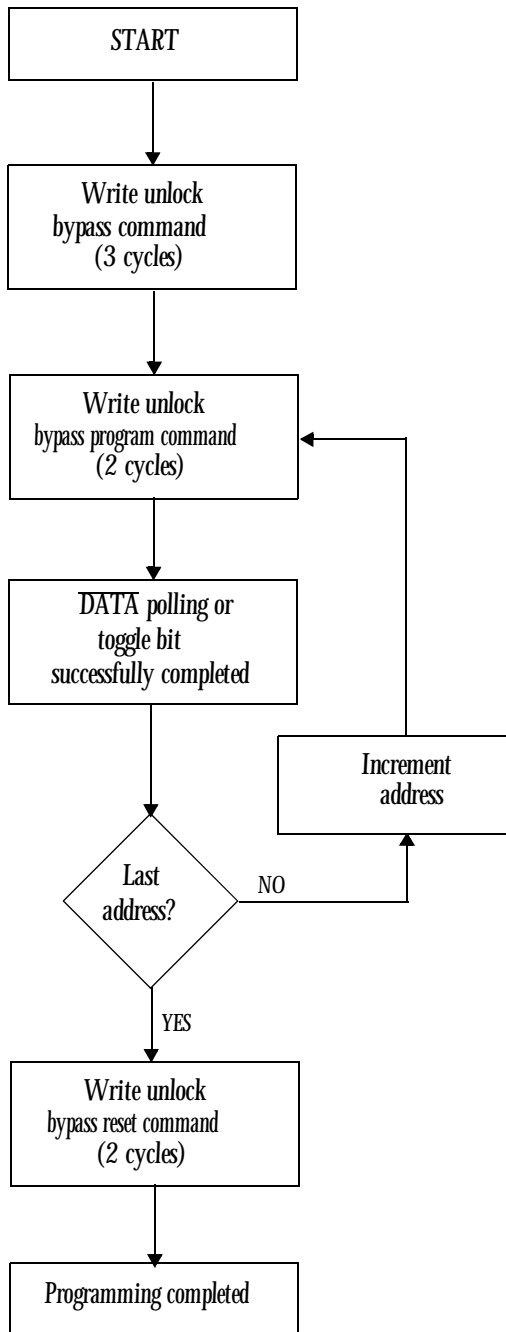 START
Write unlock
bypass command
(3 cycles)
Write unlock
bypass program command
(2 cycles)
D̅A̅T̅A̅ polling or
toggle bit
successfully completed
Increment
address
Last
address?
NO
YES
Write unlock
bypass reset command
(2 cycles)
Programming completed